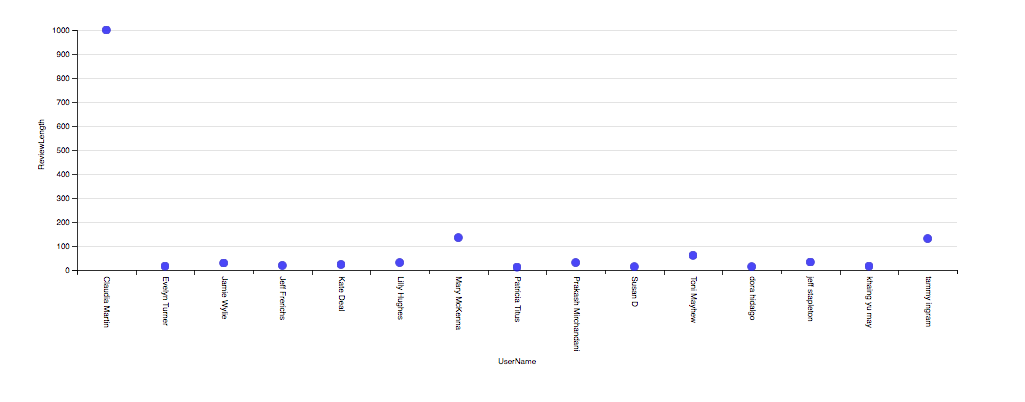 1000
900
800
700
600
500
400
300
200
100
0
ReviewLength
Claudia Martin
Evelyn Turner
Jamie Wylie
Jeff Frerichs
Kate Deal
Lilly Hughes
Mary McKenna
Patricia Titus
Prakash Mirchandani
Susan D
Toni Mayhew
dora hidalgo
jeff stapleton
khaing yu may
tammy ingram
UserName